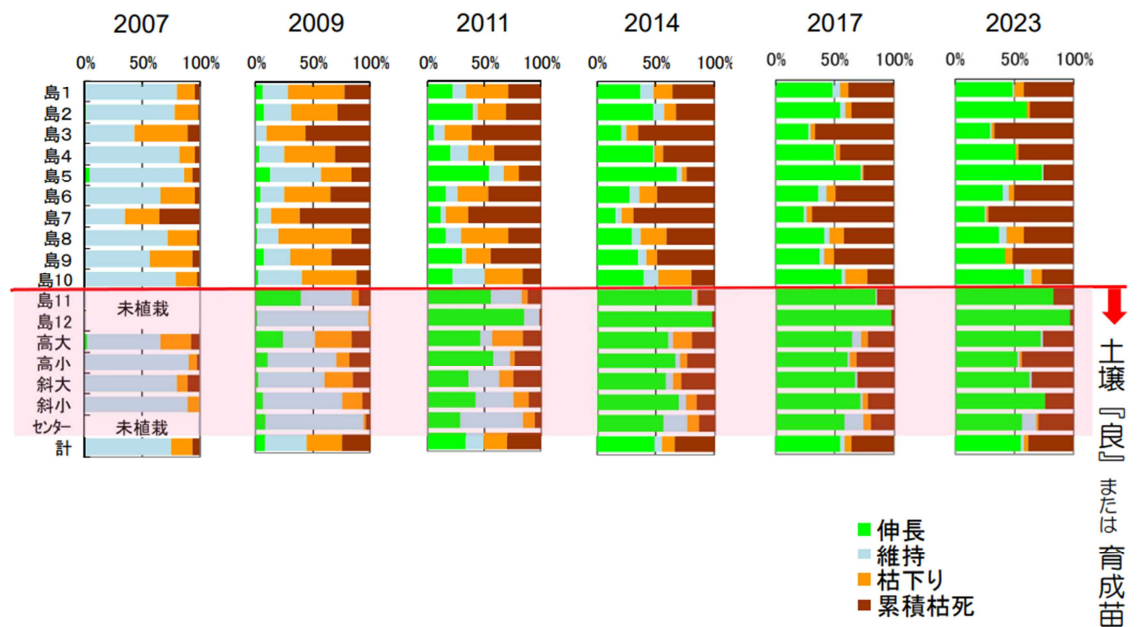 2007 2009 2011 2014 2017 2023
0% 50% 100% 0% 50% 100% 0% 50% 100% 0% 50% 100% 0% 50% 100% 0% 50% 100%
島1
島2
島3
島4
島5
島6
島7
島8
島9
島10
島11
未植栽
島12
高大
高小
斜大
斜小
センター 未植栽
計
土壌『良』または育成苗
伸長
維持
枯下り
累積枯死